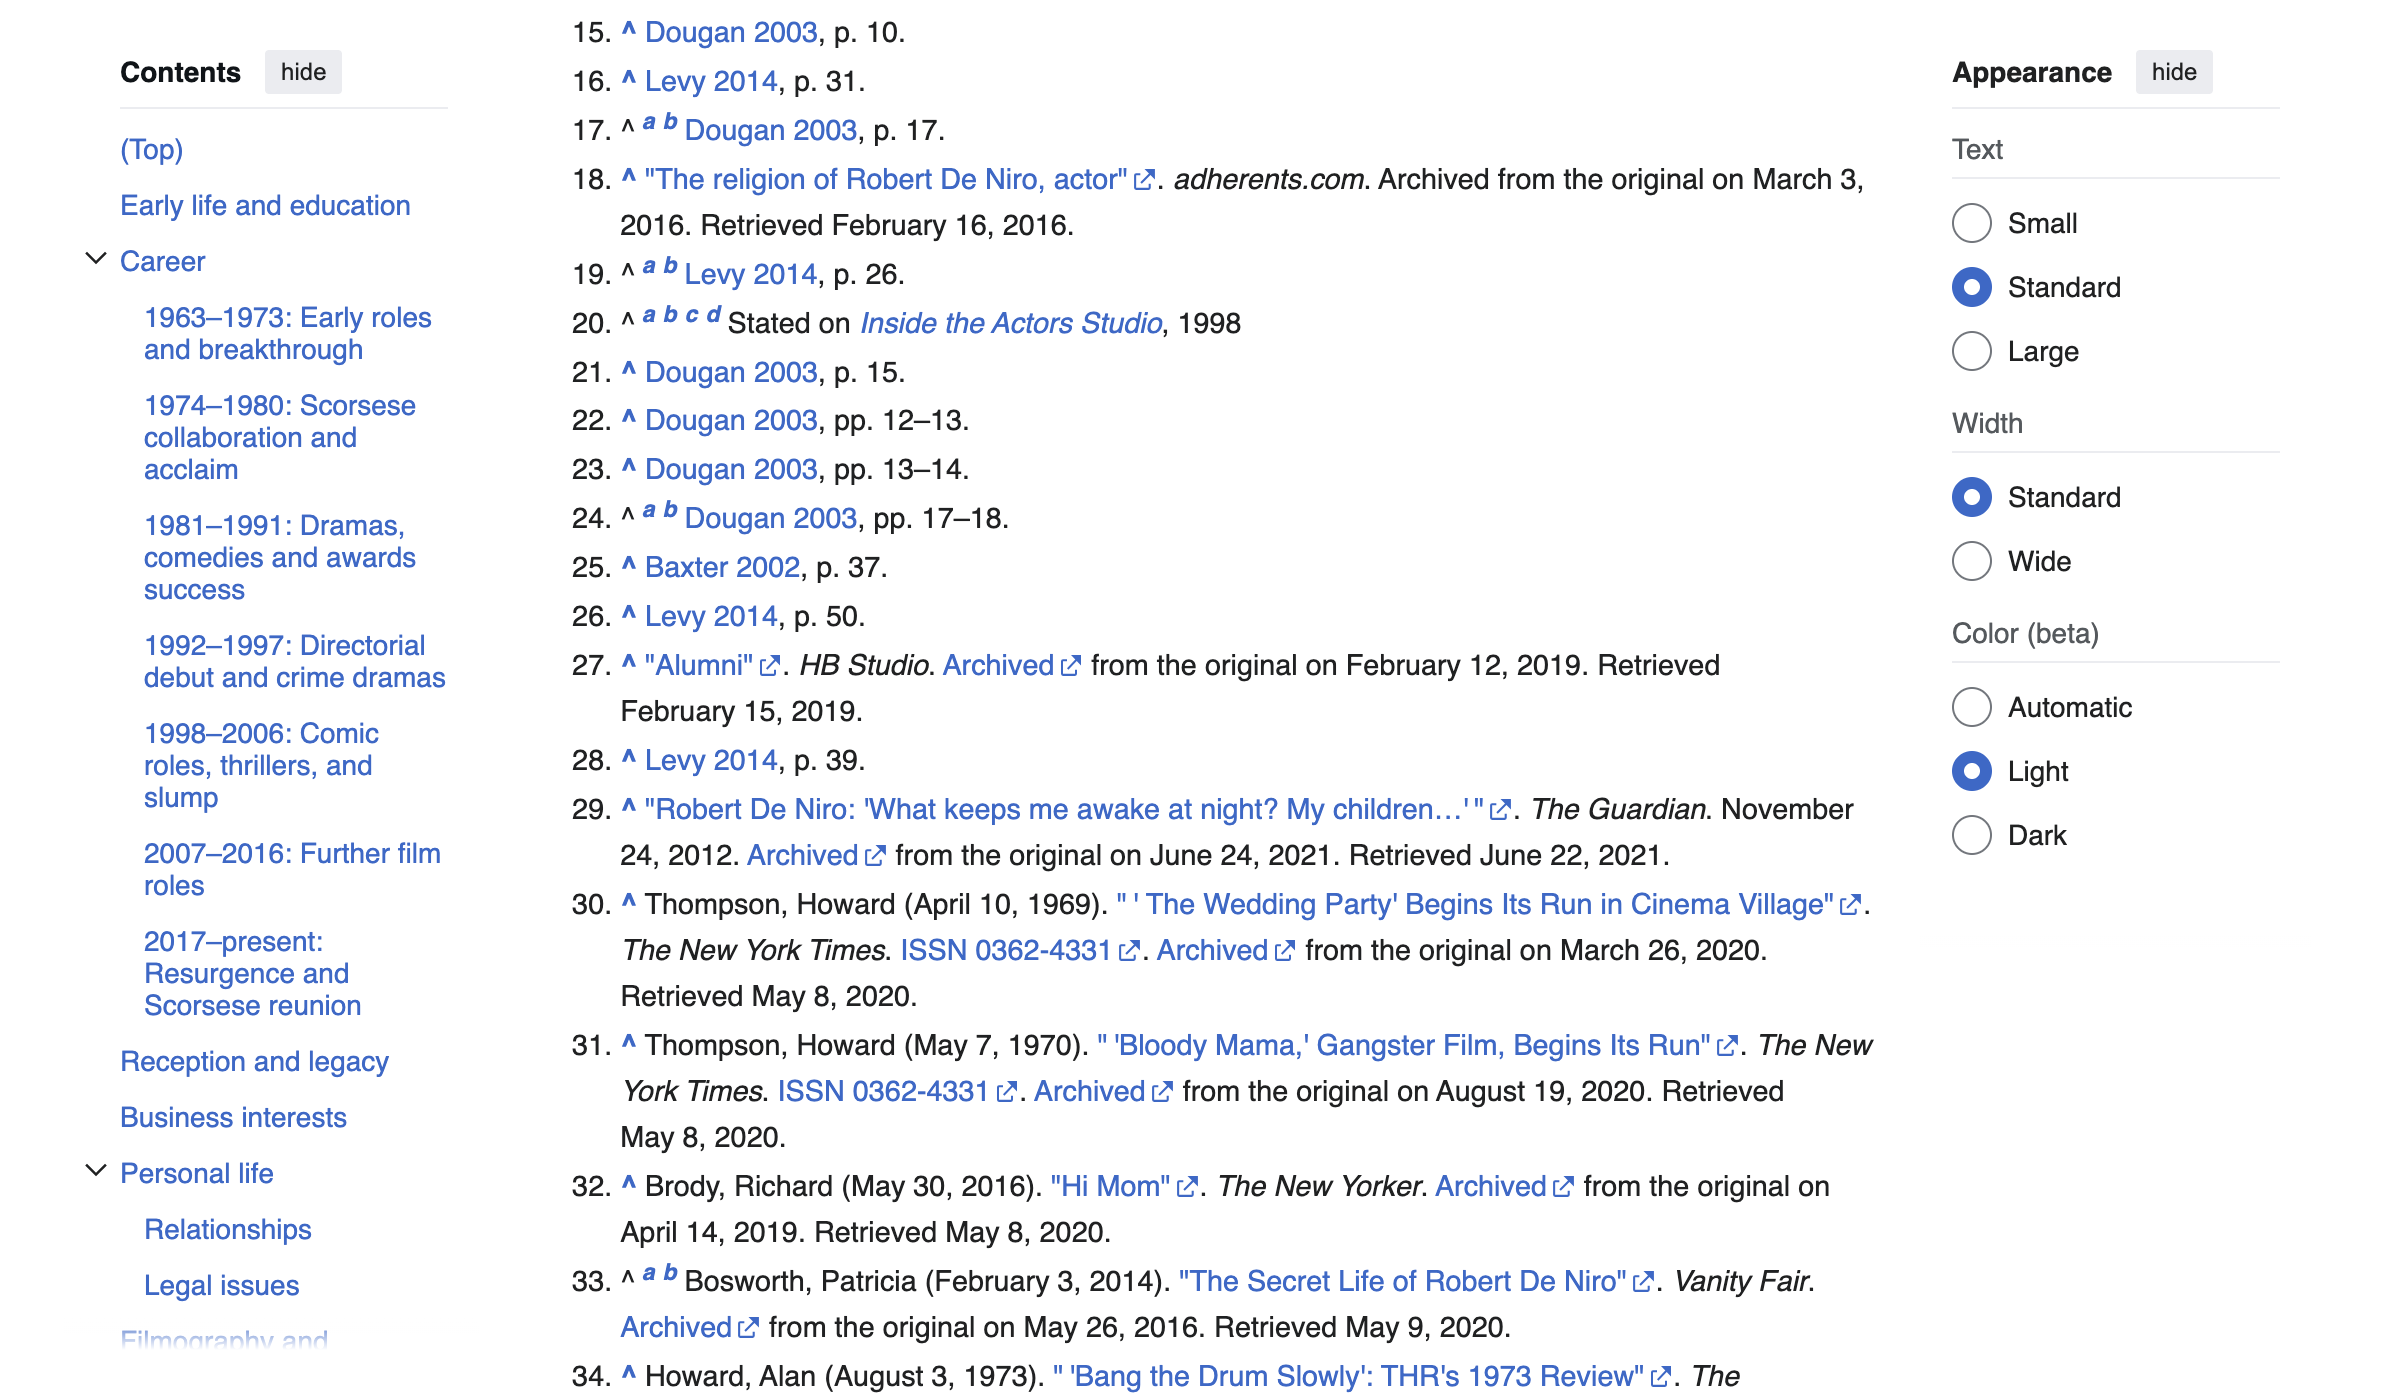 Contents hide
(Top)
Early life and education
Career
1963–1973: Early roles
and breakthrough
1974–1980: Scorsese
collaboration and
acclaim
1981–1991: Dramas,
comedies and awards
success
1992–1997: Directorial
debut and crime dramas
1998–2006: Comic
roles, thrillers, and
slump
2007–2016: Further film
roles
2017–present:
Resurgence and
Scorsese reunion
Reception and legacy
Business interests
Personal life
Relationships
Legal issues
Filmography and
15. ^ Dougan 2003, p. 10.
16. ^ Levy 2014, p. 31.
17. ^ a b Dougan 2003, p. 17.
18. ^ "The religion of Robert De Niro, actor". adherents.com. Archived from the original on March 3,
2016. Retrieved February 16, 2016.
19. ^ a b Levy 2014, p. 26.
20. ^ a b c d Stated on Inside the Actors Studio, 1998
21. ^ Dougan 2003, p. 15.
22. ^ Dougan 2003, pp. 12–13.
23. ^ Dougan 2003, pp. 13–14.
24. ^ a b Dougan 2003, pp. 17–18.
25. ^ Baxter 2002, p. 37.
26. ^ Levy 2014, p. 50.
27. ^ "Alumni". HB Studio. Archived from the original on February 12, 2019. Retrieved
February 15, 2019.
28. ^ Levy 2014, p. 39.
29. ^ "Robert De Niro: 'What keeps me awake at night? My children…' ". The Guardian. November
24, 2012. Archived from the original on June 24, 2021. Retrieved June 22, 2021.
30. ^ Thompson, Howard (April 10, 1969). " ' The Wedding Party' Begins Its Run in Cinema Village".
The New York Times. ISSN 0362-4331. Archived from the original on March 26, 2020.
Retrieved May 8, 2020.
31. ^ Thompson, Howard (May 7, 1970). " 'Bloody Mama,' Gangster Film, Begins Its Run". The New
York Times. ISSN 0362-4331. Archived from the original on August 19, 2020. Retrieved
May 8, 2020.
32. ^ Brody, Richard (May 30, 2016). "Hi Mom". The New Yorker. Archived from the original on
April 14, 2019. Retrieved May 8, 2020.
33. ^ a b Bosworth, Patricia (February 3, 2014). "The Secret Life of Robert De Niro". Vanity Fair.
Archived from the original on May 26, 2016. Retrieved May 9, 2020.
34. ^ Howard, Alan (August 3, 1973). " 'Bang the Drum Slowly': THR's 1973 Review". The
Appearance hide
Text
Small
Standard
Large
Width
Standard
Wide
Color (beta)
Automatic
Light
Dark